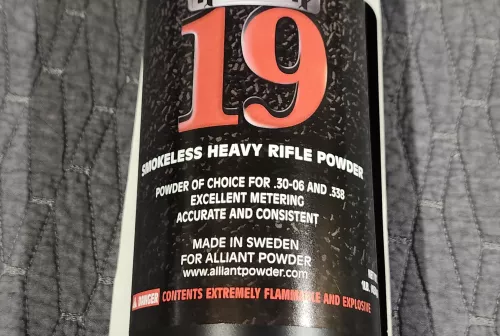 19
SMOKELESS HEAVY RIFLE POWDER
POWDER OF CHOICE FOR .30-06 AND .338
EXCELLENT METERING
ACCURATE AND CONSISTENT
MADE IN SWEDEN
FOR ALLIANT POWDER
www.alliantpowder.com
DANGER CONTENTS EXTREMELY FLAMMABLE AND EXPLOSIVE